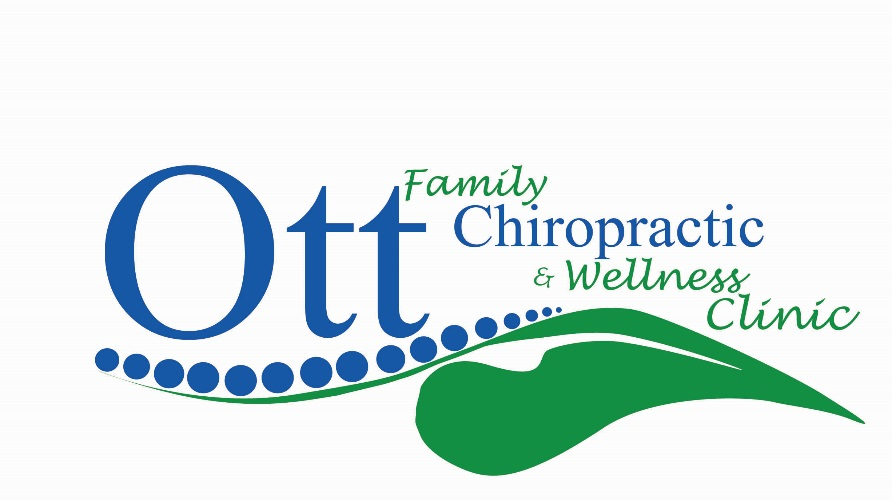 Ott
Family
Chiropractic
& Wellness
Clinic